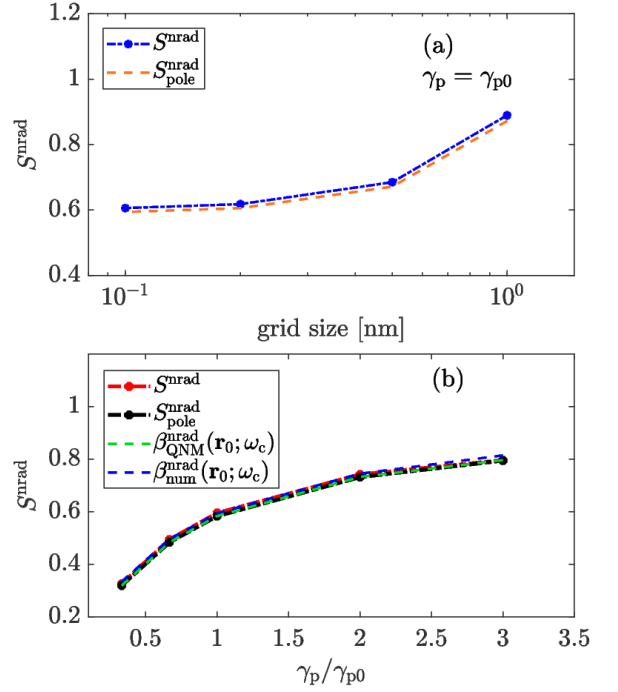 1.2
1
0.8
0.6
0.4
S^nrad
S^nrad
S^nrad_pole
(a)
γ_p = γ_p0
10^-1
10^0
grid size [nm]
1
0.8
0.6
0.4
0.2
S^nrad
S^nrad
S^nrad_pole
β^nrad_QNM(r_0; ω_c)
β^nrad_num(r_0; ω_c)
(b)
0.5 1 1.5 2 2.5 3 3.5
γ_p/γ_p0